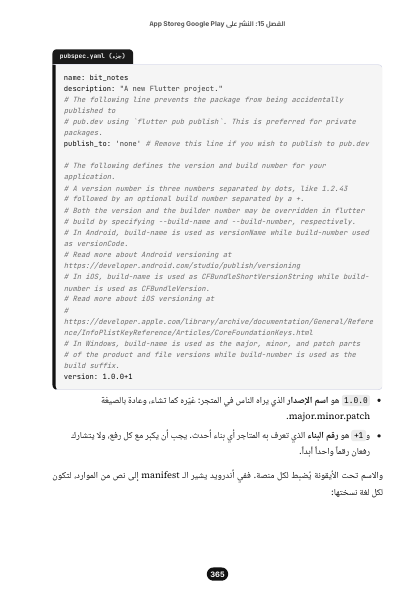 الفصل 15: النشر على App Storeو Google Play
pubspec.yaml (جزء)
name: bit_notes
description: "A new Flutter project."
# The following line prevents the package from being accidentally
published to
# pub.dev using `flutter pub publish`. This is preferred for private
packages.
publish_to: 'none' # Remove this line if you wish to publish to pub.dev
# The following defines the version and build number for your
application.
# A version number is three numbers separated by dots, like 1.2.43
# followed by an optional build number separated by a +.
# Both the version and the builder number may be overridden in flutter
# build by specifying --build-name and --build-number, respectively.
# In Android, build-name is used as versionName while build-number used
as versionCode.
# Read more about Android versioning at
https://developer.android.com/studio/publish/versioning
# In iOS, build-name is used as CFBundleShortVersionString while build-
number is used as CFBundleVersion.
# Read more about iOS versioning at
#
https://developer.apple.com/library/archive/documentation/General/Refere
nce/InfoPlistKeyReference/Articles/CoreFoundationKeys.html
# In Windows, build-name is used as the major, minor, and patch parts
# of the product and file versions while build-number is used as the
build suffix.
version: 1.0.0+1
• 1.0.0 هو اسم الإصدار الذي يراه الناس في المتجر: غيّره كما تشاء، وعادة بالصيغة
major.minor.patch.
• و +1 هو رقم البناء الذي تعرف به المتاجر أي بناء أحدث. يجب أن يكبر مع كل رفع، ولا يتشارك
رفعان رقماً واحداً أبداً.
والاسم تحت الأيقونة يُضبط لكل منصة. ففي أندرويد يشير الـ manifest إلى نص من الموارد، لتكون
لكل لغة نسختها:
365